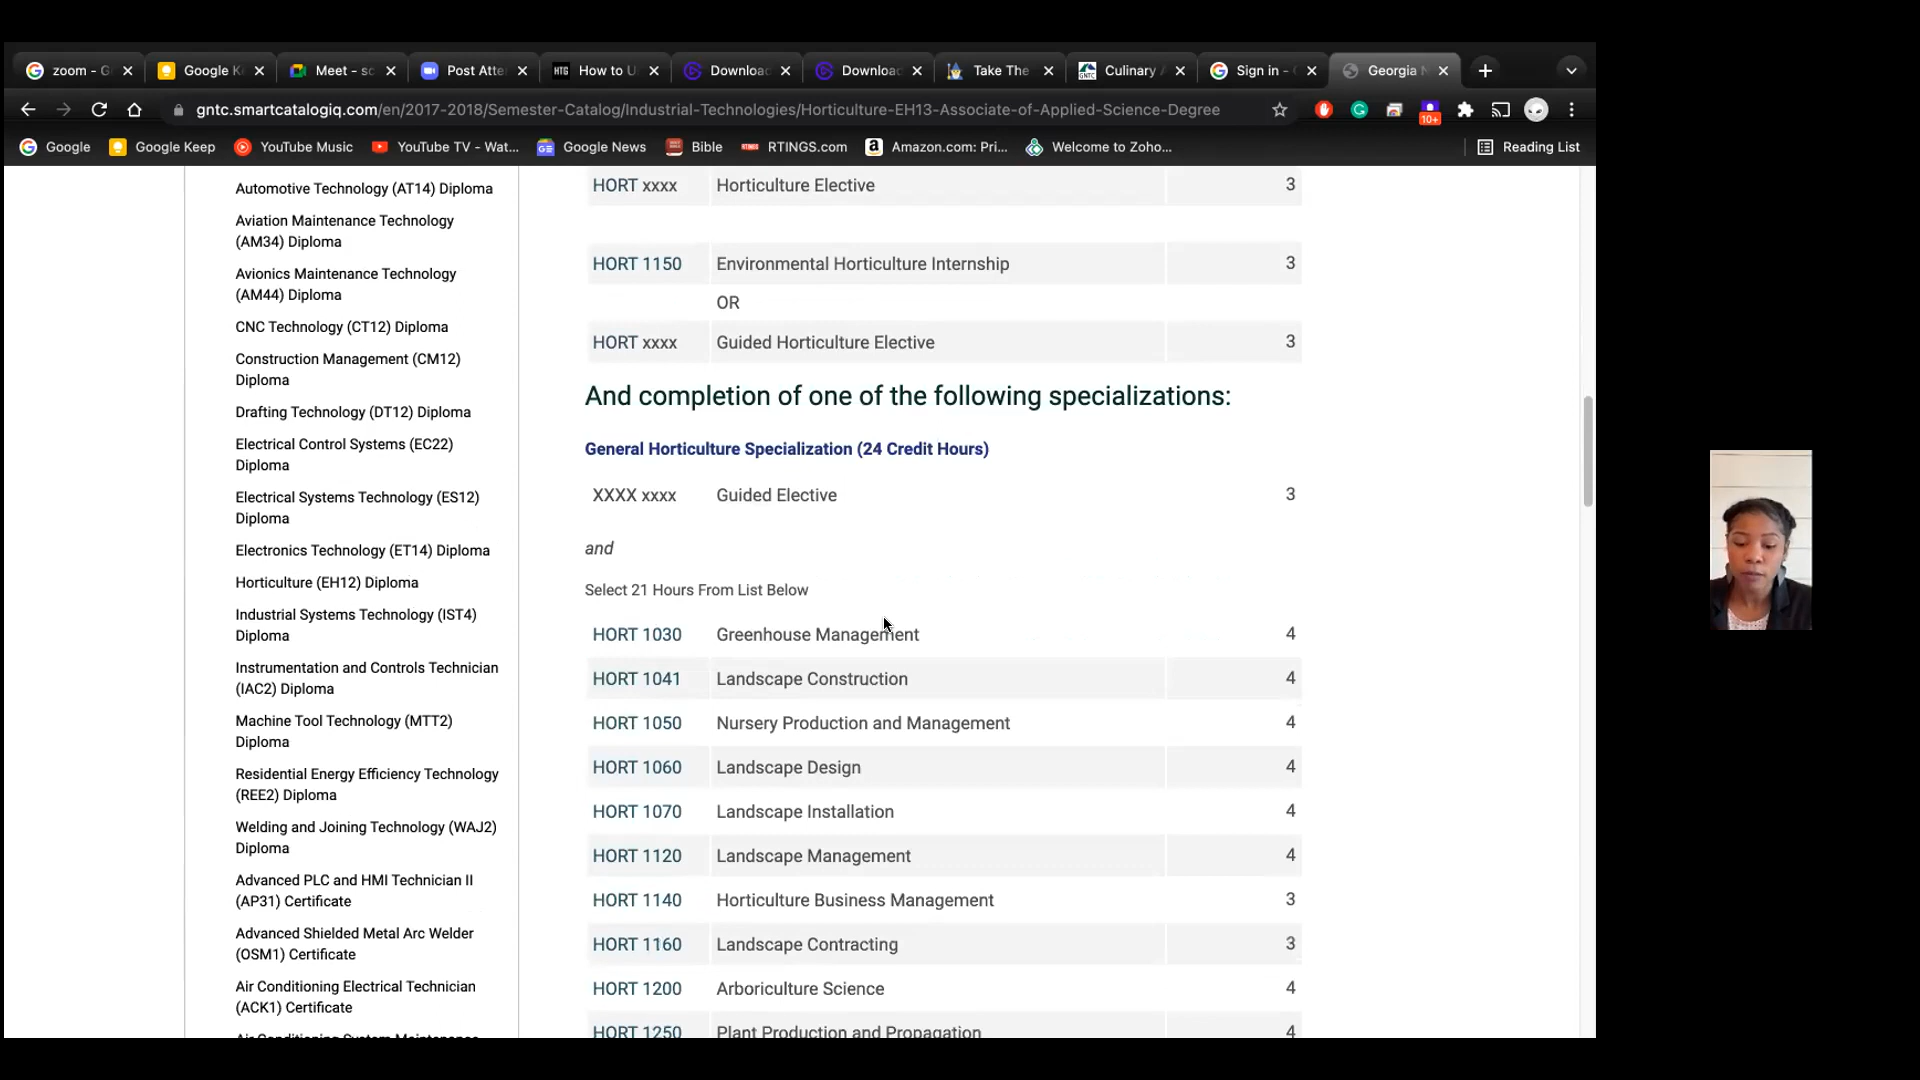 zoom - G
Google K
Meet - sc
Post Atte
HTG How to U
Downloa
Downloa
Take The
GNTC Culinary A
Sign in -
Georgia N
gntc.smartcatalogiq.com/en/2017-2018/Semester-Catalog/Industrial-Technologies/Horticulture-EH13-Associate-of-Applied-Science-Degree
10+
Google
Google Keep
YouTube Music
YouTube TV - Wat...
Google News
Bible
RTINGS.com
Amazon.com: Pri...
Welcome to Zoho...
Reading List
Automotive Technology (AT14) Diploma
Aviation Maintenance Technology
(AM34) Diploma
Avionics Maintenance Technology
(AM44) Diploma
CNC Technology (CT12) Diploma
Construction Management (CM12)
Diploma
Drafting Technology (DT12) Diploma
Electrical Control Systems (EC22)
Diploma
Electrical Systems Technology (ES12)
Diploma
Electronics Technology (ET14) Diploma
Horticulture (EH12) Diploma
Industrial Systems Technology (IST4)
Diploma
Instrumentation and Controls Technician
(IAC2) Diploma
Machine Tool Technology (MTT2)
Diploma
Residential Energy Efficiency Technology
(REE2) Diploma
Welding and Joining Technology (WAJ2)
Diploma
Advanced PLC and HMI Technician II
(AP31) Certificate
Advanced Shielded Metal Arc Welder
(OSM1) Certificate
Air Conditioning Electrical Technician
(ACK1) Certificate
Air Conditioning System Maintenance
HORT xxxx Horticulture Elective 3
HORT 1150 Environmental Horticulture Internship 3
OR
HORT xxxx Guided Horticulture Elective 3
And completion of one of the following specializations:
General Horticulture Specialization (24 Credit Hours)
XXXX xxxx Guided Elective 3
and
Select 21 Hours From List Below
HORT 1030 Greenhouse Management 4
HORT 1041 Landscape Construction 4
HORT 1050 Nursery Production and Management 4
HORT 1060 Landscape Design 4
HORT 1070 Landscape Installation 4
HORT 1120 Landscape Management 4
HORT 1140 Horticulture Business Management 3
HORT 1160 Landscape Contracting 3
HORT 1200 Arboriculture Science 4
HORT 1250 Plant Production and Propagation 4